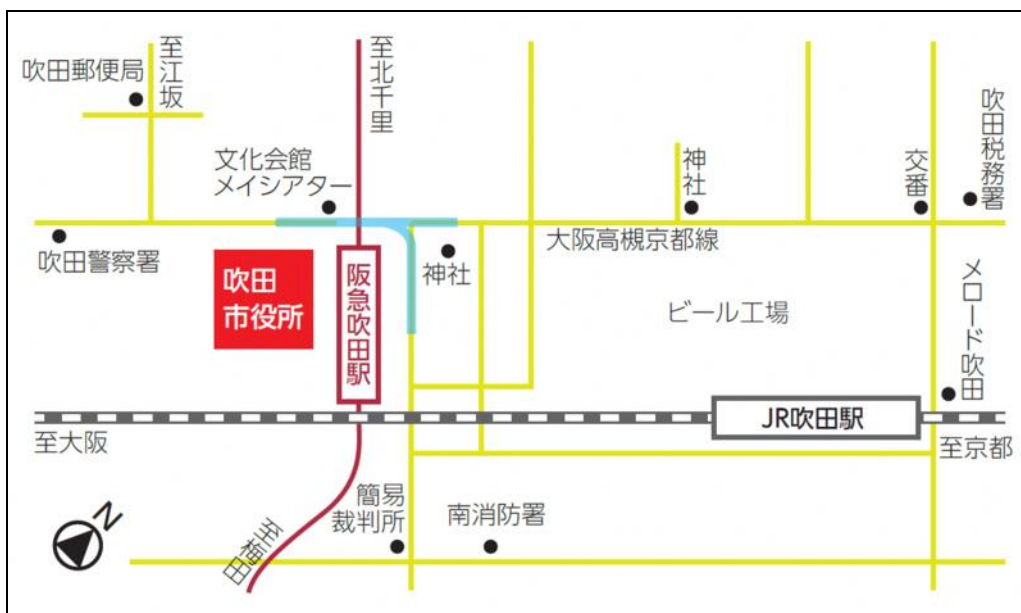 至江坂
吹田郵便局
至北千里
文化会館
メイシアター
神社
交番
吹田税務署
吹田警察署
大阪高槻京都線
吹田
市役所
阪急吹田駅
神社
ビール工場
メロード吹田
JR吹田駅
至大阪
至京都
簡易
裁判所
南消防署
至梅田
N